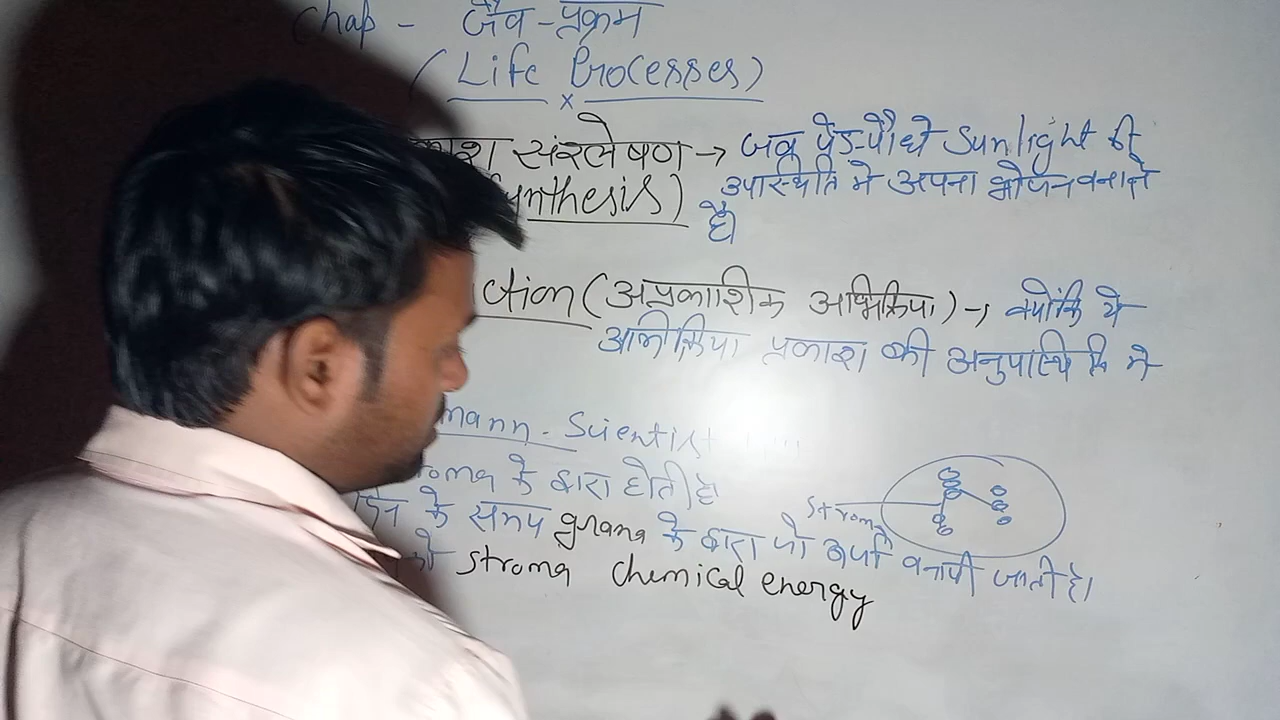 Chap - जैव-प्रक्रम
(Life Processes)
संश्लेषण → जब पेड़-पौधे Sunlight की
ynthesis) उपस्थिति मे अपना भोजन बनाते
है।
ction (अप्रकाशिक अभिक्रिया) → क्योंकि ये
अभिक्रिया प्रकाश की अनुपस्थिति मे
mann - Scientist
roma के द्वारा होती है।
Stroma
के समय grana के द्वारा जो ऊर्जा बनायी जाती है।
stroma chemical energy